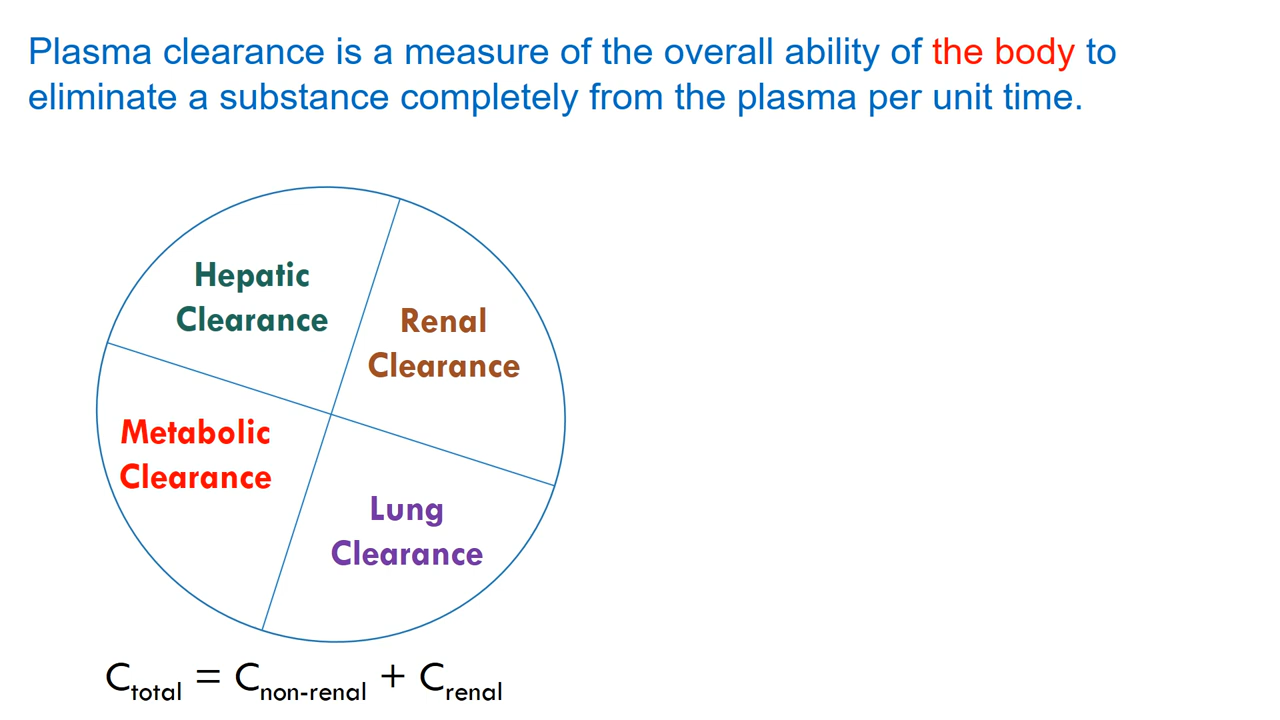 Plasma clearance is a measure of the overall ability of the body to
eliminate a substance completely from the plasma per unit time.
Hepatic
Clearance
Renal
Clearance
Metabolic
Clearance
Lung
Clearance
Ctotal = Cnon-renal + Crenal